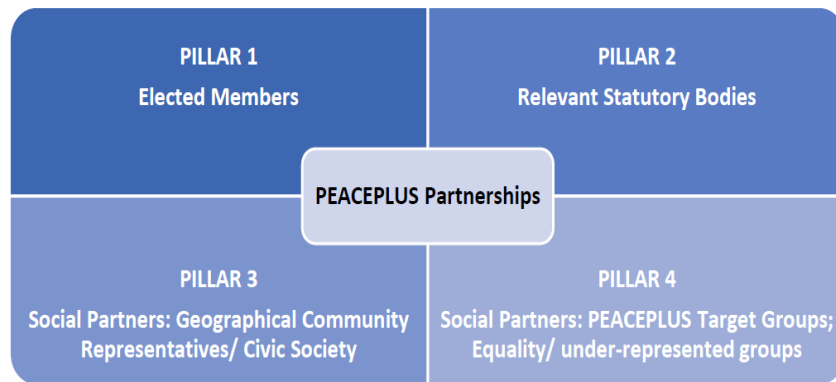 PILLAR 1
Elected Members
PILLAR 2
Relevant Statutory Bodies
PEACEPLUS Partnerships
PILLAR 3
Social Partners: Geographical Community
Representatives/ Civic Society
PILLAR 4
Social Partners: PEACEPLUS Target Groups;
Equality/ under-represented groups